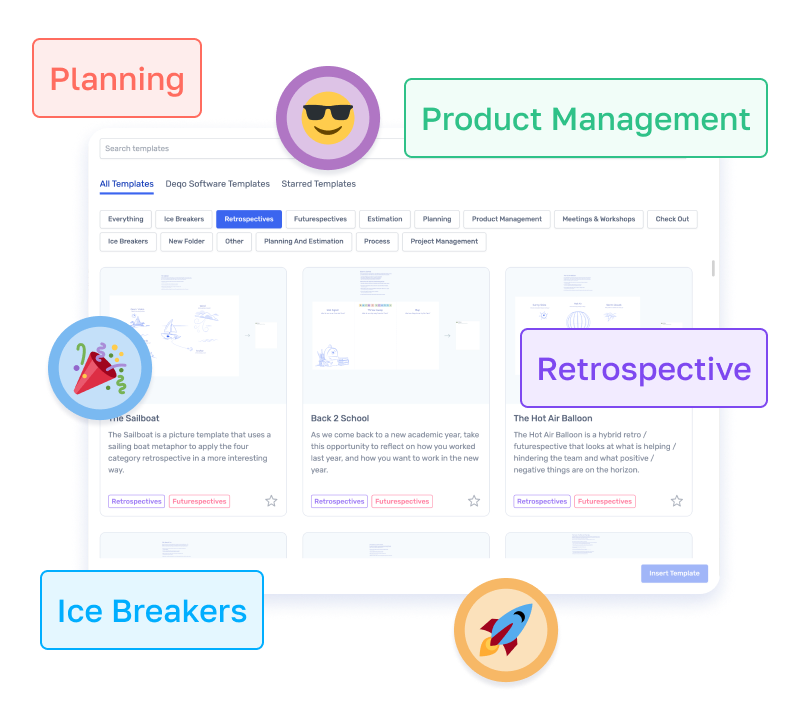 Planning
Product Management
Search templates
All Templates Deqo Software Templates Starred Templates
Everything Ice Breakers Retrospectives Futurespectives Estimation Planning Product Management Meetings & Workshops Check Out
Ice Breakers New Folder Other Planning And Estimation Process Project Management
Retrospective
The Sailboat
The Sailboat is a picture template that uses a
sailing boat metaphor to apply the four
category retrospective in a more interesting
way.
Retrospectives Futurespectives
Back 2 School
As we come back to a new academic year, take
this opportunity to reflect on how you worked
last year, and how you want to work in the new
year.
Retrospectives Futurespectives
The Hot Air Balloon
The Hot Air Balloon is a hybrid retro /
futurespective that looks at what is helping /
hindering the team and what positive /
negative things are on the horizon.
Retrospectives Futurespectives
Insert Template
Ice Breakers